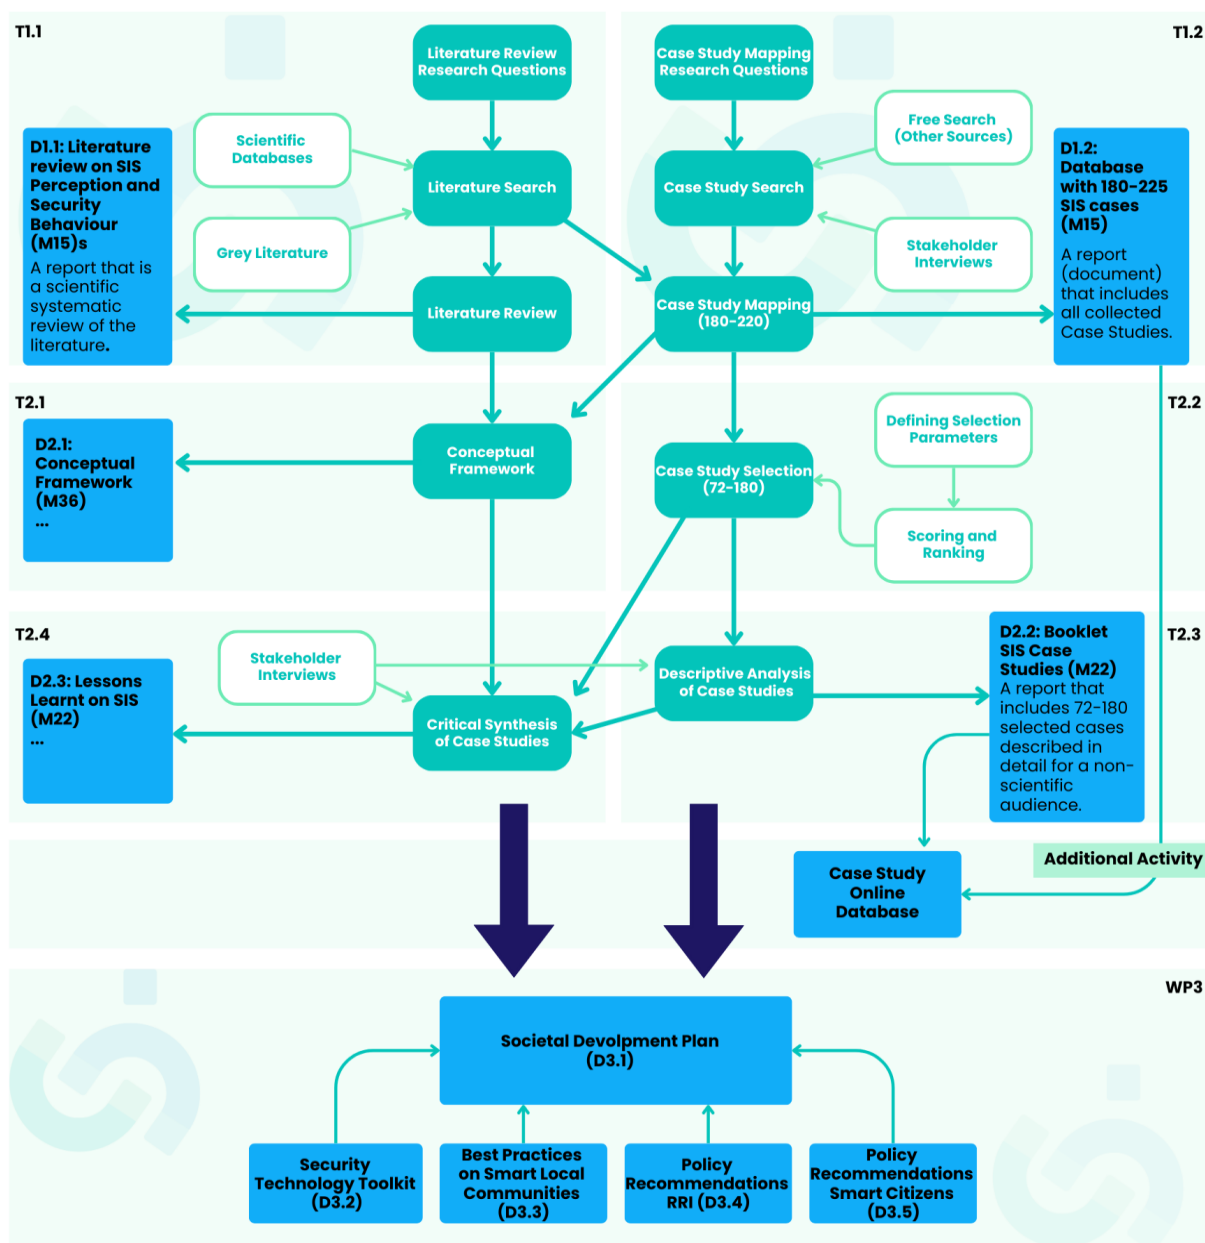 T1.1
Literature Review
Research Questions
Case Study Mapping
Research Questions
T1.2
Scientific
Databases
Free Search
(Other Sources)
D1.1: Literature
review on SIS
Perception and
Security
Behaviour
(M15)s
A report that is
a scientific
systematic
review of the
literature.
Literature Search
Case Study Search
D1.2:
Database
with 180-225
SIS cases
(M15)
A report
(document)
that includes
all collected
Case Studies.
Grey Literature
Stakeholder
Interviews
Literature Review
Case Study Mapping
(180-220)
T2.1
T2.2
D2.1:
Conceptual
Framework
(M36)
...
Conceptual
Framework
Case Study Selection
(72-180)
Defining Selection
Parameters
Scoring and
Ranking
T2.4
T2.3
Stakeholder
Interviews
D2.3: Lessons
Learnt on SIS
(M22)
...
Descriptive Analysis
of Case Studies
Critical Synthesis
of Case Studies
D2.2: Booklet
SIS Case
Studies (M22)
A report that
includes 72-180
selected cases
described in
detail for a non-
scientific
audience.
Additional Activity
Case Study
Online
Database
WP3
Societal Devolpment Plan
(D3.1)
Security
Technology Toolkit
(D3.2)
Best Practices
on Smart Local
Communities
(D3.3)
Policy
Recommendations
RRI (D3.4)
Policy
Recommendations
Smart Citizens
(D3.5)